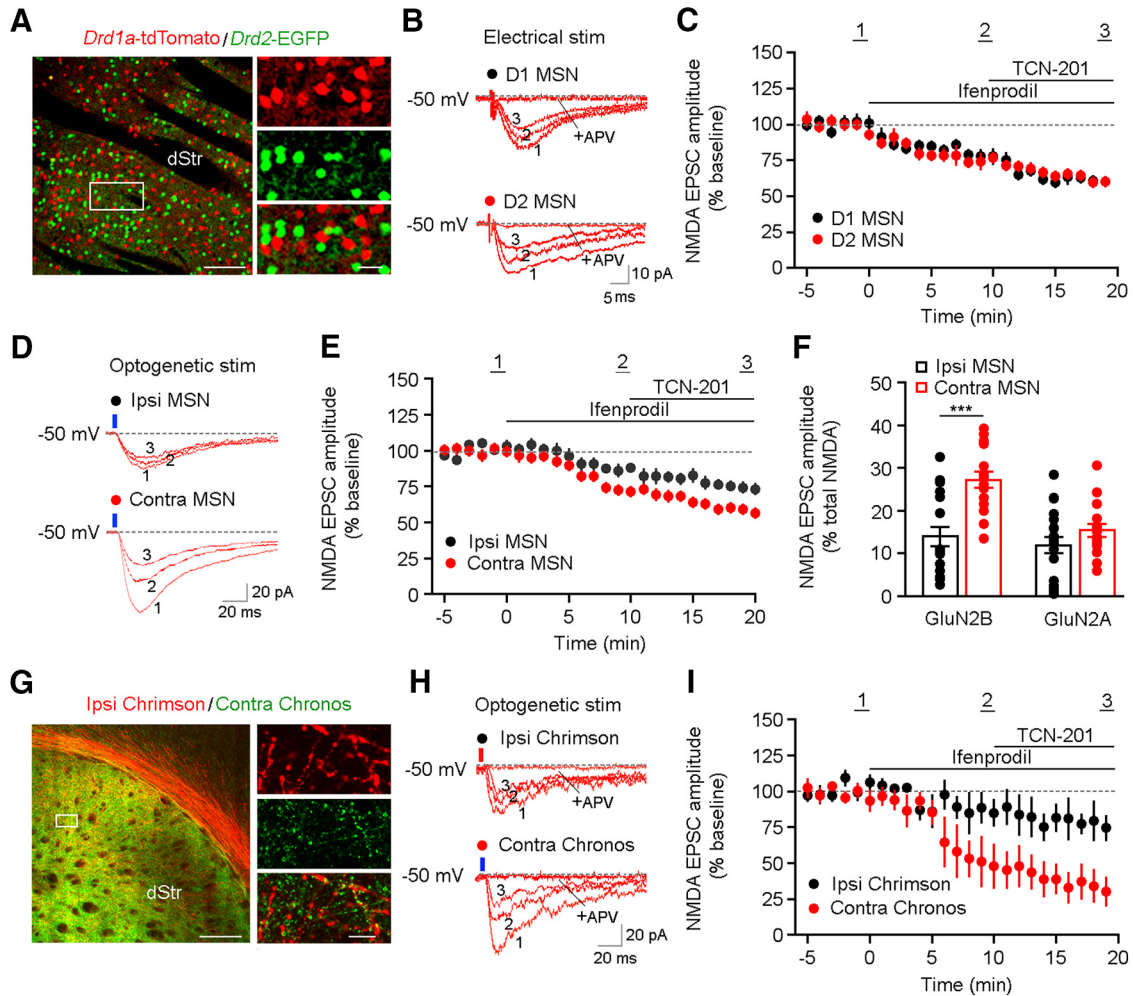 A
Drd1a-tdTomato/Drd2-EGFP
dStr
B
Electrical stim
D1 MSN
-50 mV
3
2
1
+APV
D2 MSN
-50 mV
3
2
1
+APV
10 pA
5 ms
C
1 2 3
TCN-201
Ifenprodil
NMDA EPSC amplitude
(% baseline)
150
125
100
75
50
25
0
D1 MSN
D2 MSN
-5 0 5 10 15 20
Time (min)
D
Optogenetic stim
Ipsi MSN
-50 mV
3
2
1
Contra MSN
-50 mV
3
2
1
20 pA
20 ms
E
1 2 3
TCN-201
Ifenprodil
NMDA EPSC amplitude
(% baseline)
150
125
100
75
50
25
0
Ipsi MSN
Contra MSN
-5 0 5 10 15 20
Time (min)
F
Ipsi MSN
Contra MSN
***
NMDA EPSC amplitude
(% total NMDA)
50
40
30
20
10
0
GluN2B GluN2A
G
Ipsi Chrimson/Contra Chronos
dStr
H
Optogenetic stim
Ipsi Chrimson
-50 mV
3
2
1
+APV
Contra Chronos
-50 mV
3
2
1
+APV
20 pA
20 ms
I
1 2 3
TCN-201
Ifenprodil
NMDA EPSC amplitude
(% baseline)
150
125
100
75
50
25
0
Ipsi Chrimson
Contra Chronos
-5 0 5 10 15 20
Time (min)